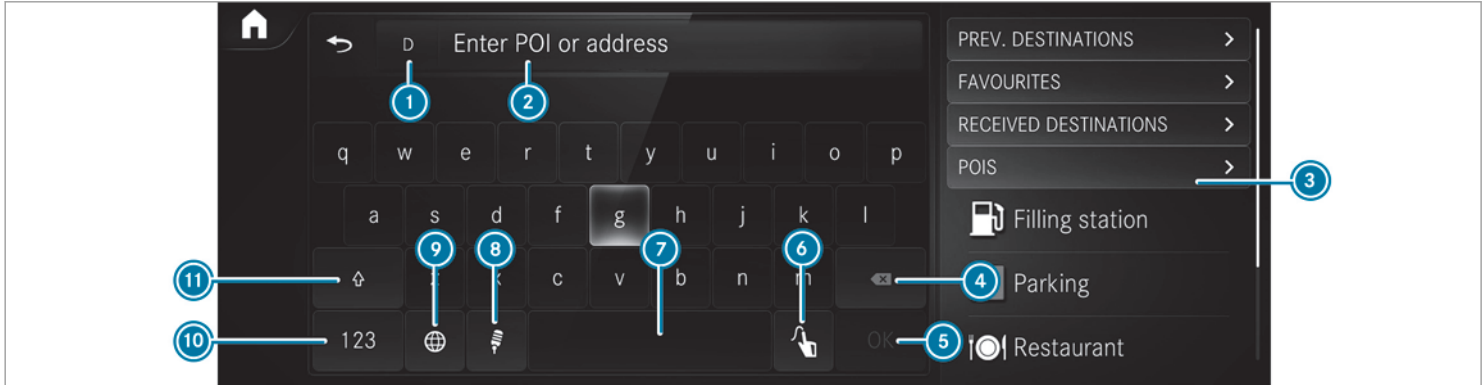 D Enter POI or address
1 2
q w e r t y u i o p
a s d f g h j k l
9 8 7 6
11 z x c v b n m 4
10 123 OK 5
PREV. DESTINATIONS
FAVOURITES
RECEIVED DESTINATIONS
POIS
3
Filling station
Parking
Restaurant